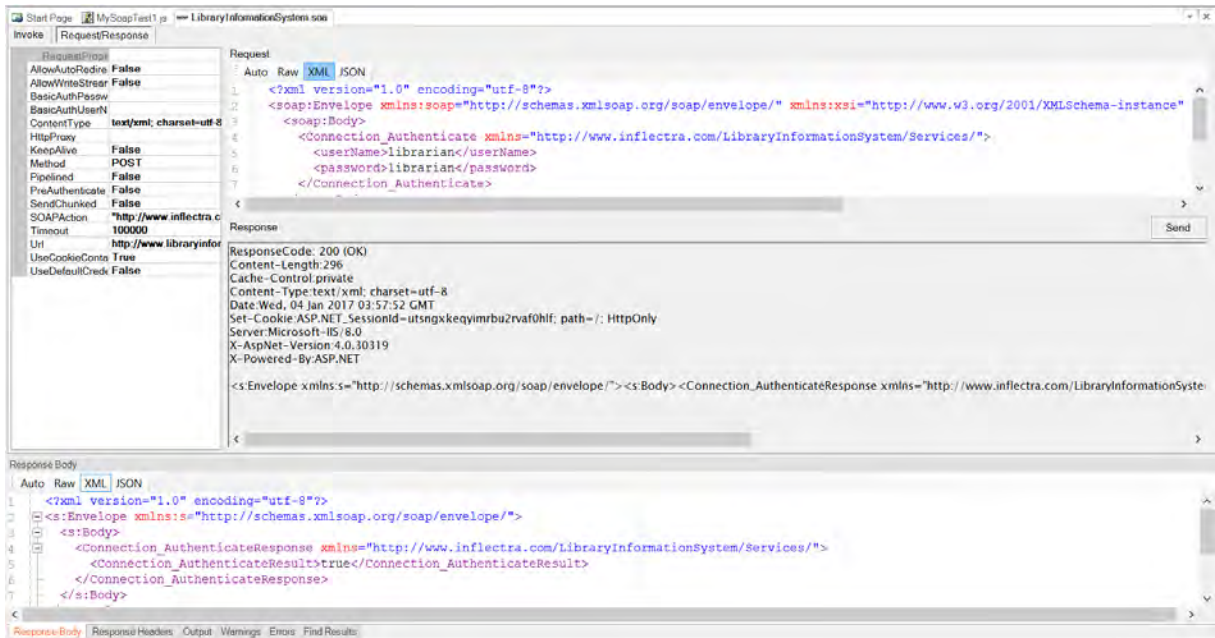 Start Page MySoapTest1.js LibraryInformationSystem.soa
Invoke Request/Response
AllowAutoRedire False
AllowWriteStrear False
BasicAuthPassw
BasicAuthUserN
ContentType text/xml; charset=utf-8
HttpProxy
KeepAlive False
Method POST
Pipelined False
PreAuthenticate False
SendChunked False
SOAPAction "http://www.inflectra.c
Timeout 100000
Url http://www.libraryinfor
UseCookieConta True
UseDefaultCrede False
Request
Auto Raw XML JSON
1 <?xml version="1.0" encoding="utf-8"?>
2 <soap:Envelope xmlns:soap="http://schemas.xmlsoap.org/soap/envelope/" xmlns:xsi="http://www.w3.org/2001/XMLSchema-instance"
3 <soap:Body>
4 <Connection_Authenticate xmlns="http://www.inflectra.com/LibraryInformationSystem/Services/">
5 <userName>librarian</userName>
6 <password>librarian</password>
7 </Connection_Authenticate>
Response Send
ResponseCode: 200 (OK)
Content-Length:296
Cache-Control:private
Content-Type:text/xml; charset=utf-8
Date:Wed, 04 Jan 2017 03:57:52 GMT
Set-Cookie:ASP.NET_SessionId=utsngxkeqyimrbu2rvaf0hlf; path=/; HttpOnly
Server:Microsoft-IIS/8.0
X-AspNet-Version:4.0.30319
X-Powered-By:ASP.NET
<s:Envelope xmlns:s="http://schemas.xmlsoap.org/soap/envelope/"><s:Body><Connection_AuthenticateResponse xmlns="http://www.inflectra.com/LibraryInformationSyste
Response Body
Auto Raw XML JSON
1 <?xml version="1.0" encoding="utf-8"?>
2 <s:Envelope xmlns:s="http://schemas.xmlsoap.org/soap/envelope/">
3 <s:Body>
4 <Connection_AuthenticateResponse xmlns="http://www.inflectra.com/LibraryInformationSystem/Services/">
5 <Connection_AuthenticateResult>true</Connection_AuthenticateResult>
6 </Connection_AuthenticateResponse>
7 </s:Body>
Response Body Response Headers Output Warnings Errors Find Results